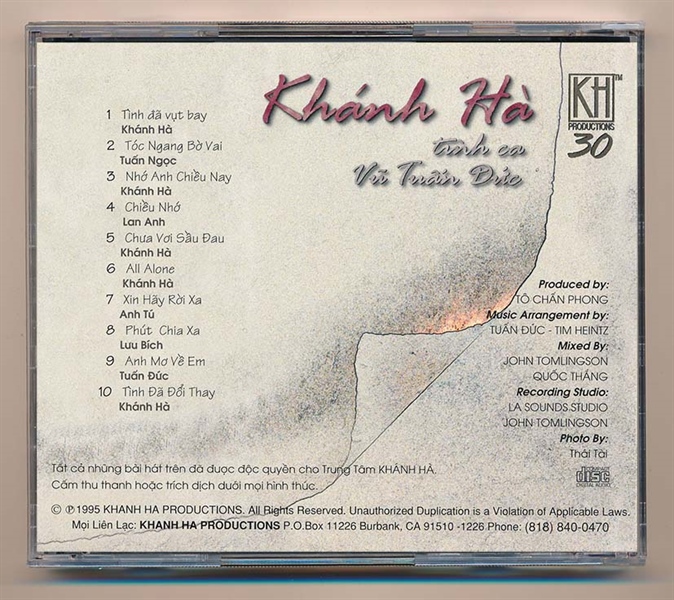 Khánh Hà
tình ca
Vũ Tuấn Đức
KH™
PRODUCTIONS
30
1 Tình đã vụt bay
Khánh Hà
2 Tóc Ngang Bờ Vai
Tuấn Ngọc
3 Nhớ Anh Chiều Nay
Khánh Hà
4 Chiều Nhớ
Lan Anh
5 Chưa Vơi Sầu Đau
Khánh Hà
6 All Alone
Khánh Hà
7 Xin Hãy Rời Xa
Anh Tú
8 Phút Chia Xa
Lưu Bích
9 Anh Mơ Về Em
Tuấn Đức
10 Tình Đã Đổi Thay
Khánh Hà
Produced by:
TÔ CHẤN PHONG
Music Arrangement by:
TUẤN ĐỨC - TIM HEINTZ
Mixed By:
JOHN TOMLINGSON
QUỐC THẮNG
Recording Studio:
LA SOUNDS STUDIO
JOHN TOMLINGSON
Photo By:
Thái Tài
COMPACT
disc
DIGITAL AUDIO
Tất cả những bài hát trên đã được độc quyền cho Trung Tâm KHÁNH HÀ.
Cấm thu thanh hoặc trích dịch dưới mọi hình thức.
© ℗ 1995 KHANH HA PRODUCTIONS. All Rights Reserved. Unauthorized Duplication is a Violation of Applicable Laws.
Mọi Liên Lạc: KHANH HA PRODUCTIONS P.O.Box 11226 Burbank, CA 91510 -1226 Phone: (818) 840-0470